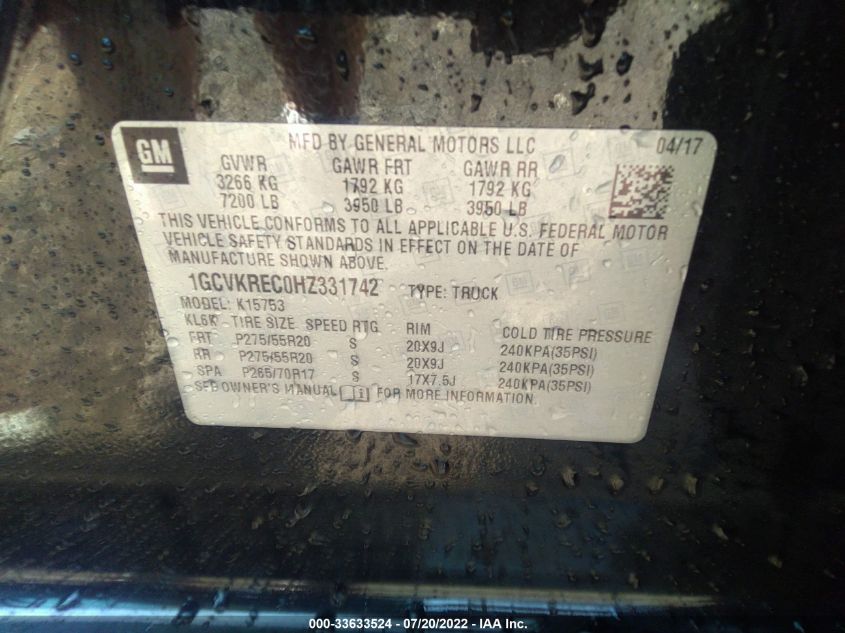 GM
MFD BY GENERAL MOTORS LLC 04/17
GVWR GAWR FRT GAWR RR
3266 KG 1792 KG 1792 KG
7200 LB 3950 LB 3950 LB
THIS VEHICLE CONFORMS TO ALL APPLICABLE U.S. FEDERAL MOTOR
VEHICLE SAFETY STANDARDS IN EFFECT ON THE DATE OF
MANUFACTURE SHOWN ABOVE.
1GCVKREC0HZ331742 TYPE: TRUCK
MODEL: K15753
KL6K TIRE SIZE SPEED RTG RIM COLD TIRE PRESSURE
FRT P275/55R20 S 20X9J 240KPA(35PSI)
RR P275/55R20 S 20X9J 240KPA(35PSI)
SPA P265/70R17 S 17X7.5J 240KPA(35PSI)
SEE OWNER'S MANUAL FOR MORE INFORMATION.
000-33633524 - 07/20/2022 - IAA Inc.